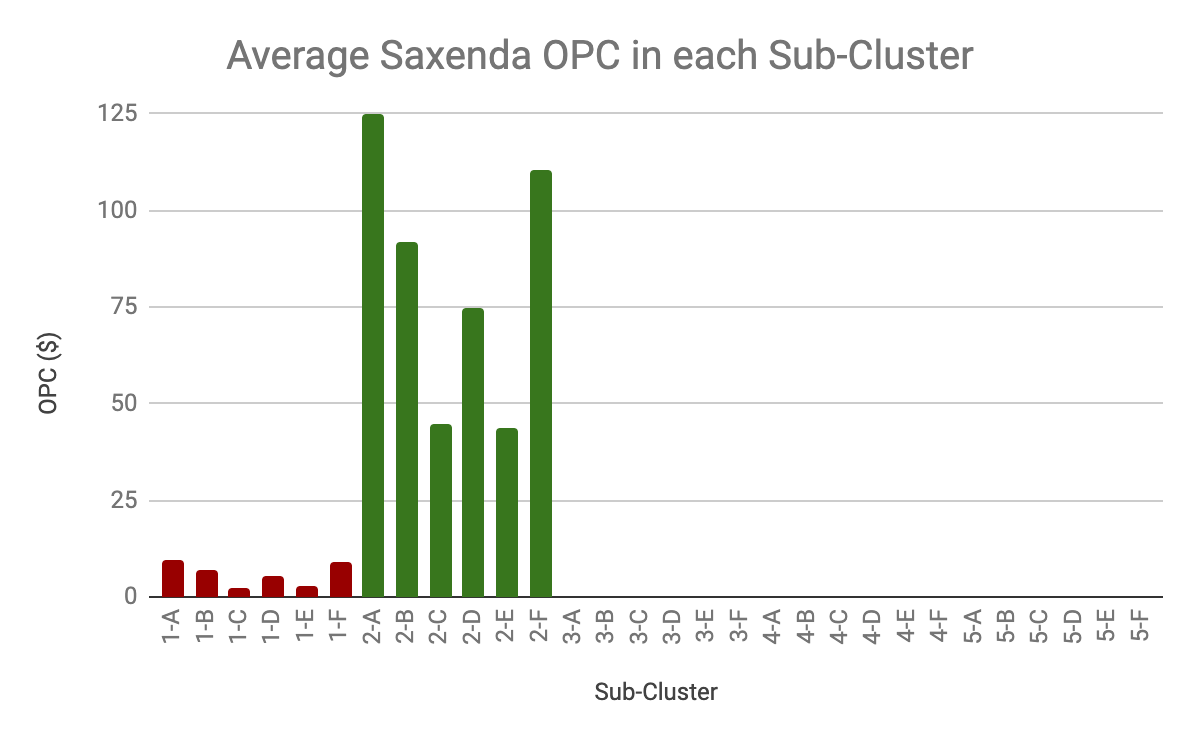 Average Saxenda OPC in each Sub-Cluster
125
100
75
50
25
0
OPC ($)
1-A 1-B 1-C 1-D 1-E 1-F 2-A 2-B 2-C 2-D 2-E 2-F 3-A 3-B 3-C 3-D 3-E 3-F 4-A 4-B 4-C 4-D 4-E 4-F 5-A 5-B 5-C 5-D 5-E 5-F
Sub-Cluster